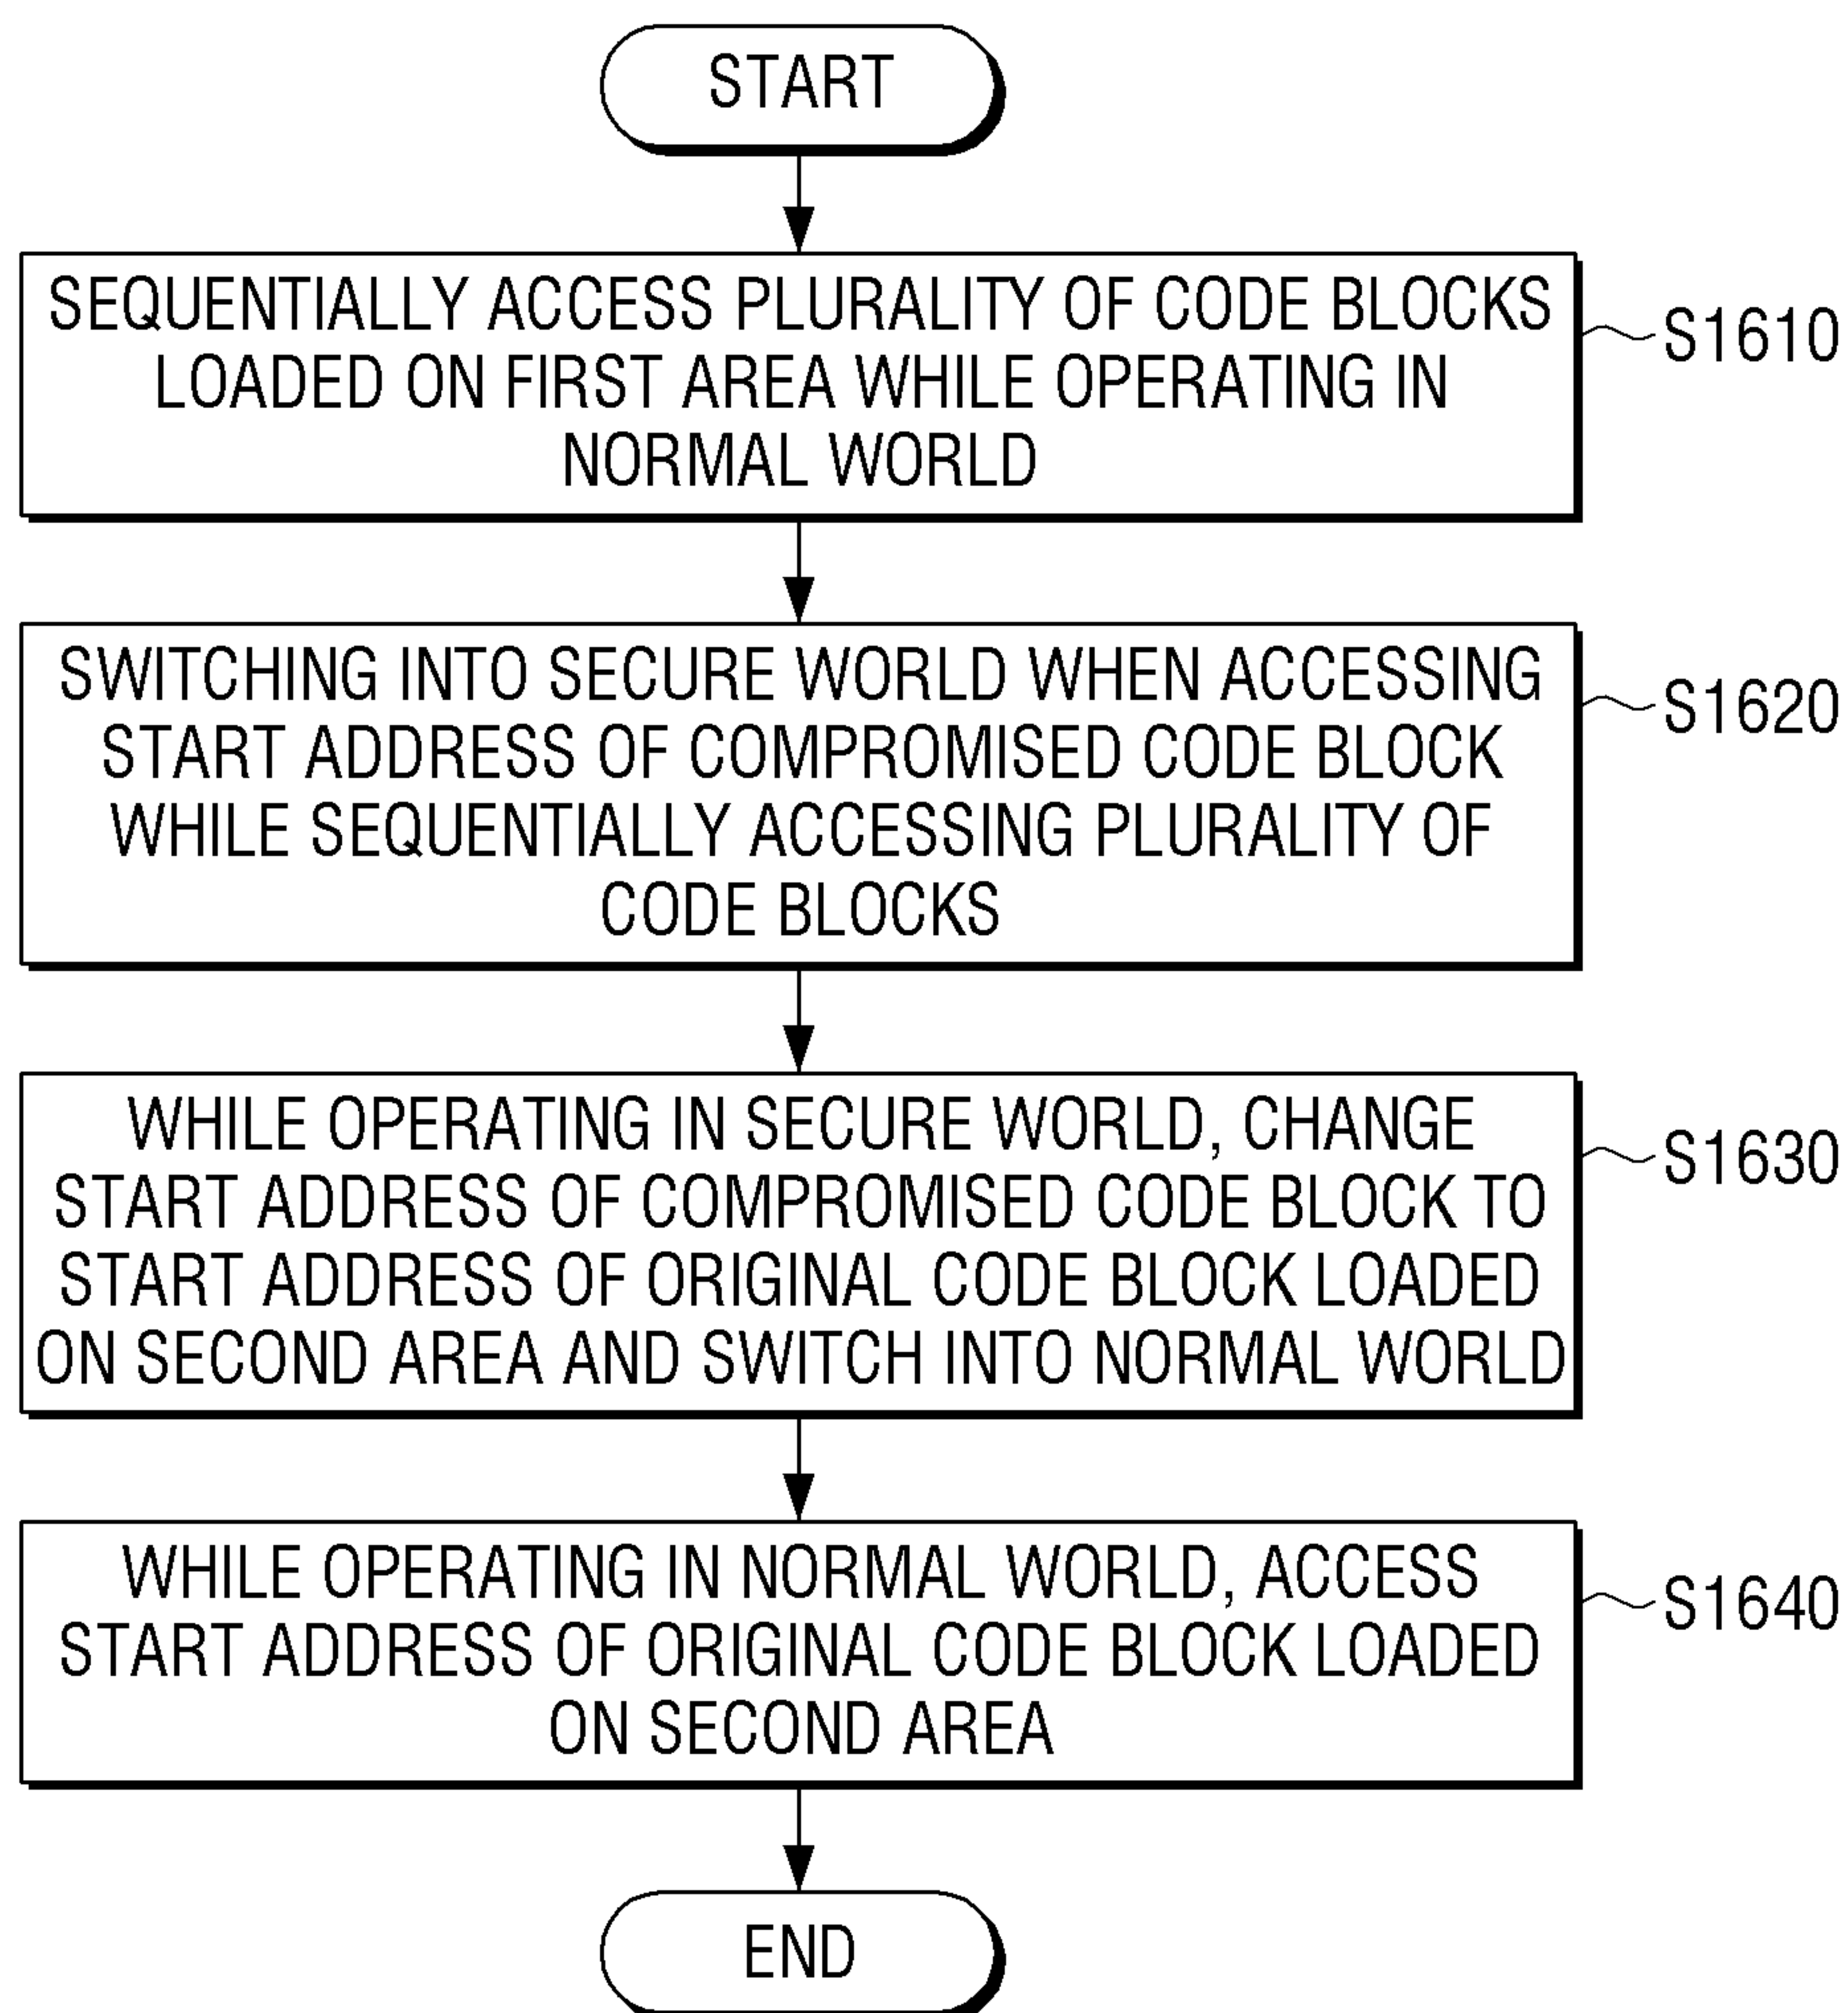 START
SEQUENTIALLY ACCESS PLURALITY OF CODE BLOCKS
LOADED ON FIRST AREA WHILE OPERATING IN
NORMAL WORLD
S1610
SWITCHING INTO SECURE WORLD WHEN ACCESSING
START ADDRESS OF COMPROMISED CODE BLOCK
WHILE SEQUENTIALLY ACCESSING PLURALITY OF
CODE BLOCKS
S1620
WHILE OPERATING IN SECURE WORLD, CHANGE
START ADDRESS OF COMPROMISED CODE BLOCK TO
START ADDRESS OF ORIGINAL CODE BLOCK LOADED
ON SECOND AREA AND SWITCH INTO NORMAL WORLD
S1630
WHILE OPERATING IN NORMAL WORLD, ACCESS
START ADDRESS OF ORIGINAL CODE BLOCK LOADED
ON SECOND AREA
S1640
END